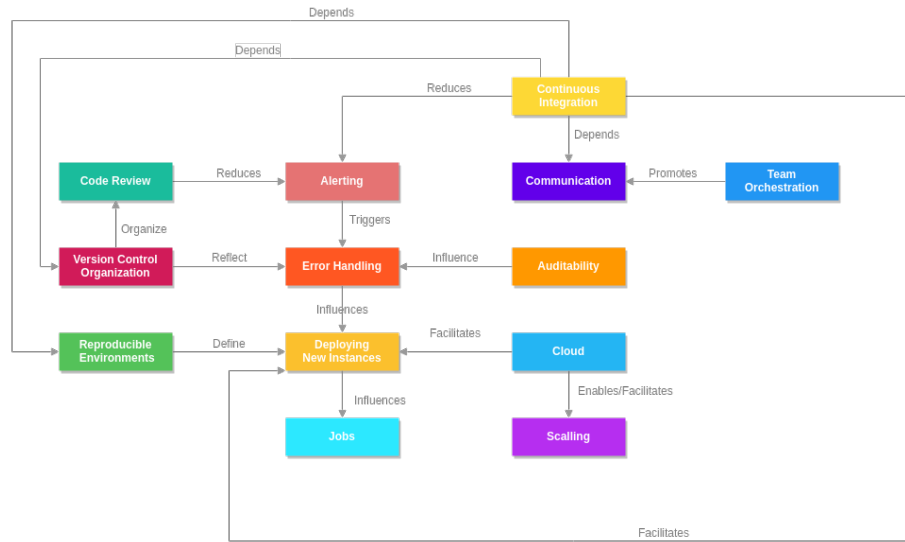 Depends
Depends
Continuous
Integration
Reduces
Depends
Code Review
Reduces
Alerting
Communication
Promotes
Team
Orchestration
Triggers
Organize
Version Control
Organization
Reflect
Error Handling
Influence
Auditability
Influences
Facilitates
Reproducible
Environments
Define
Deploying
New Instances
Cloud
Influences
Enables/Facilitates
Jobs
Scalling
Facilitates